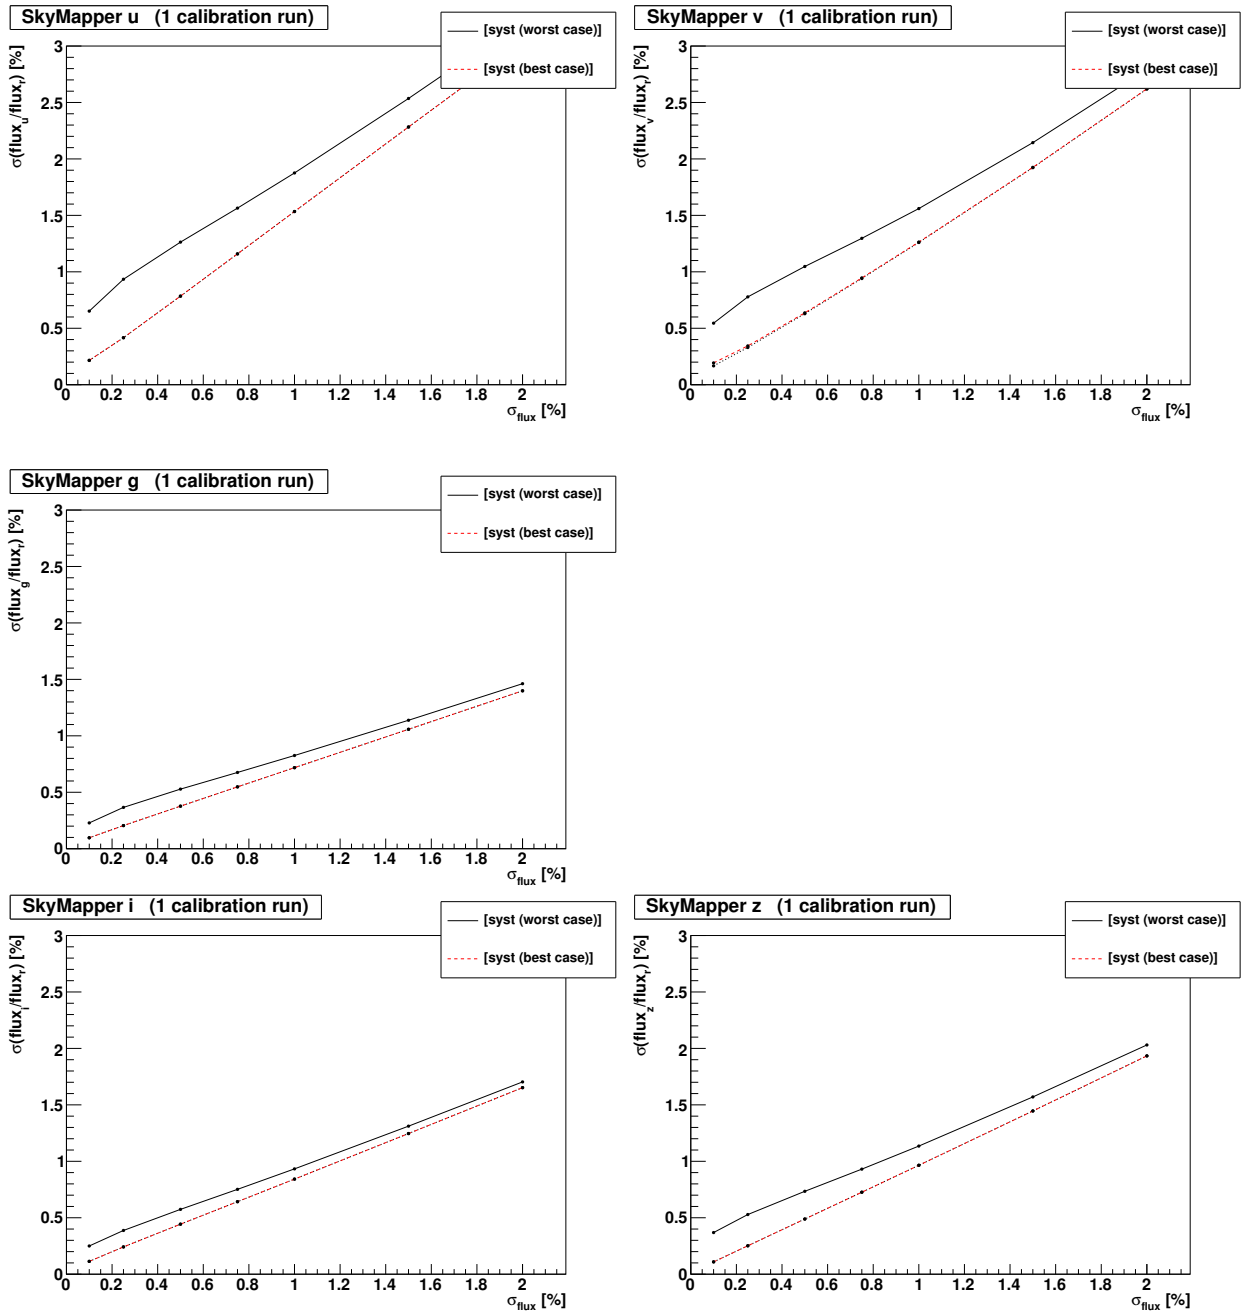 SkyMapper u (1 calibration run)
[syst (worst case)]
[syst (best case)]
σ(flux_u/flux_r) [%]
3
2.5
2
1.5
1
0.5
0
0 0.2 0.4 0.6 0.8 1 1.2 1.4 1.6 1.8 2
σ_flux [%]
SkyMapper v (1 calibration run)
[syst (worst case)]
[syst (best case)]
σ(flux_v/flux_r) [%]
3
2.5
2
1.5
1
0.5
0
0 0.2 0.4 0.6 0.8 1 1.2 1.4 1.6 1.8 2
σ_flux [%]
SkyMapper g (1 calibration run)
[syst (worst case)]
[syst (best case)]
σ(flux_g/flux_r) [%]
3
2.5
2
1.5
1
0.5
0
0 0.2 0.4 0.6 0.8 1 1.2 1.4 1.6 1.8 2
σ_flux [%]
SkyMapper i (1 calibration run)
[syst (worst case)]
[syst (best case)]
σ(flux_i/flux_r) [%]
3
2.5
2
1.5
1
0.5
0
0 0.2 0.4 0.6 0.8 1 1.2 1.4 1.6 1.8 2
σ_flux [%]
SkyMapper z (1 calibration run)
[syst (worst case)]
[syst (best case)]
σ(flux_z/flux_r) [%]
3
2.5
2
1.5
1
0.5
0
0 0.2 0.4 0.6 0.8 1 1.2 1.4 1.6 1.8 2
σ_flux [%]